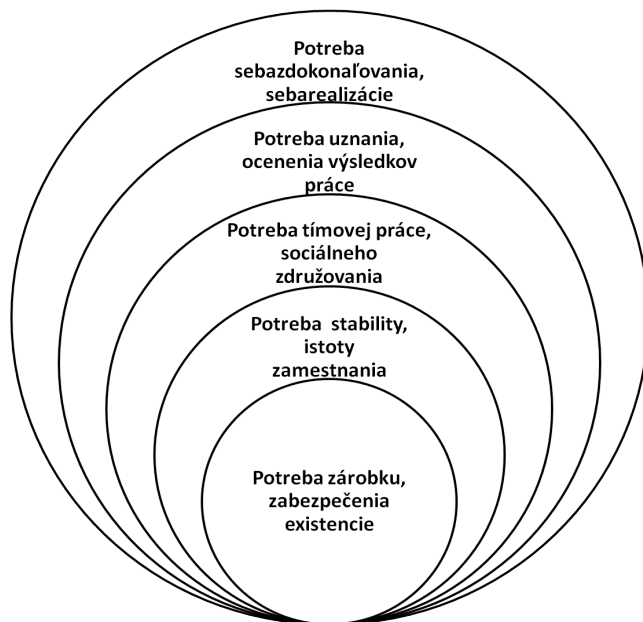 Potreba
sebazdokonaľovania,
sebarealizácie
Potreba uznania,
ocenenia výsledkov
práce
Potreba tímovej práce,
sociálneho
združovania
Potreba  stability,
istoty
zamestnania
Potreba zárobku,
zabezpečenia
existencie